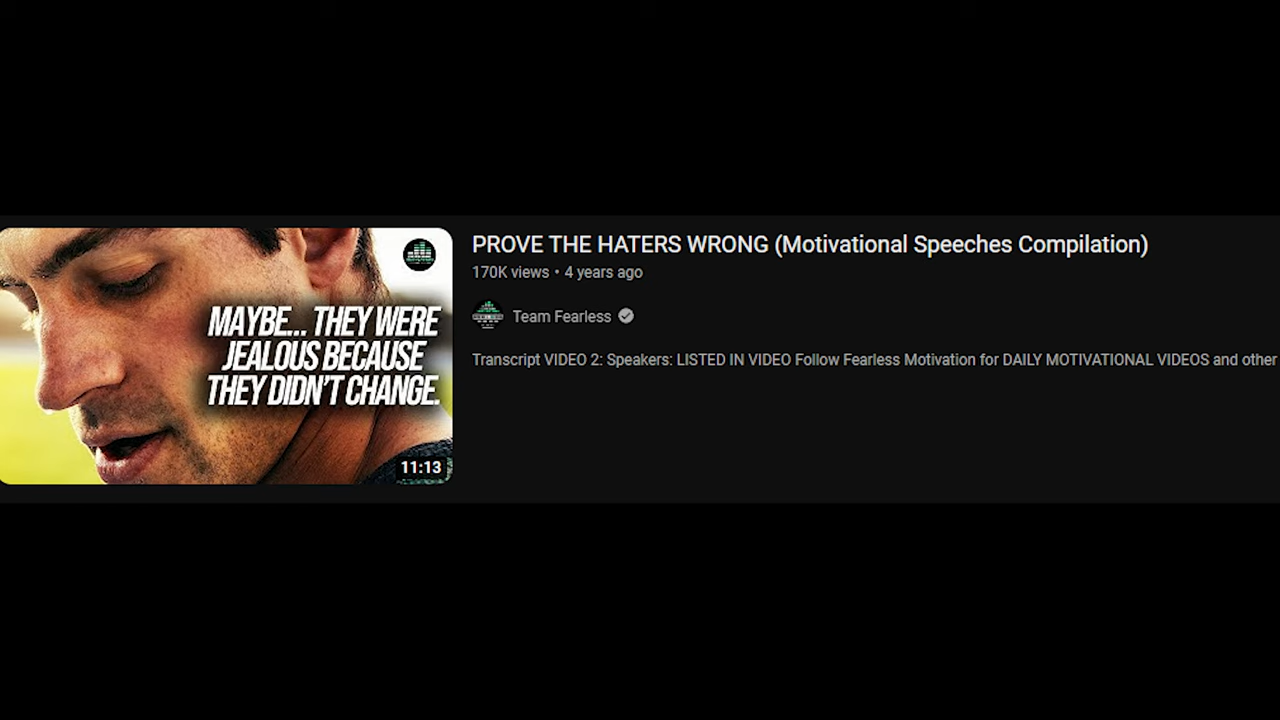 MAYBE... THEY WERE
JEALOUS BECAUSE
THEY DIDN'T CHANGE.
11:13
PROVE THE HATERS WRONG (Motivational Speeches Compilation)
170K views • 4 years ago
Team Fearless
Transcript VIDEO 2: Speakers: LISTED IN VIDEO Follow Fearless Motivation for DAILY MOTIVATIONAL VIDEOS and other